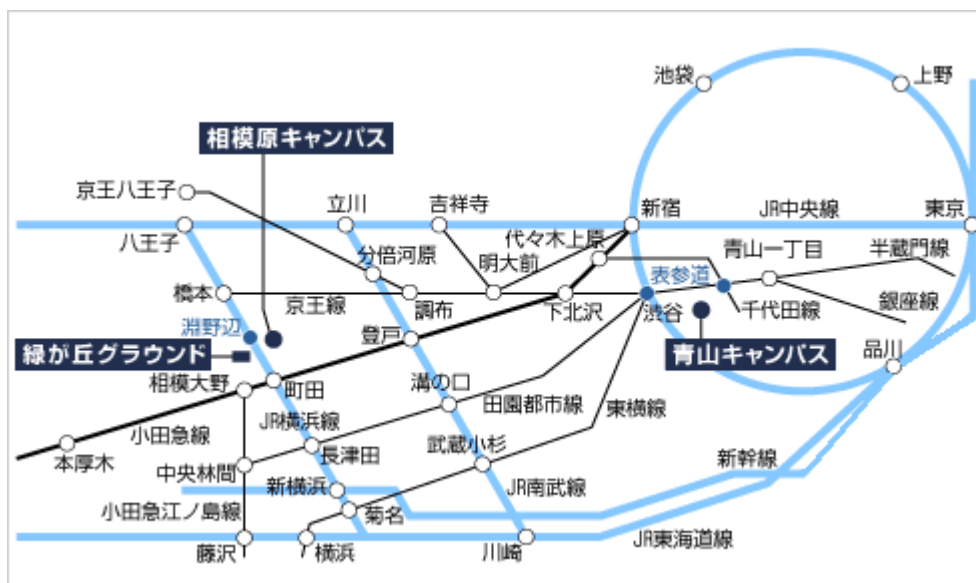 池袋
上野
相模原キャンパス
京王八王子
立川
吉祥寺
新宿
JR中央線
東京
八王子
分倍河原
代々木上原
明大前
青山一丁目
半蔵門線
橋本
京王線
調布
下北沢
表参道
渋谷
千代田線
銀座線
淵野辺
緑が丘グラウンド
登戸
青山キャンパス
品川
相模大野
町田
溝の口
田園都市線
東横線
小田急線
JR横浜線
本厚木
中央林間
長津田
武蔵小杉
新幹線
新横浜
JR南武線
小田急江ノ島線
菊名
藤沢
横浜
川崎
JR東海道線